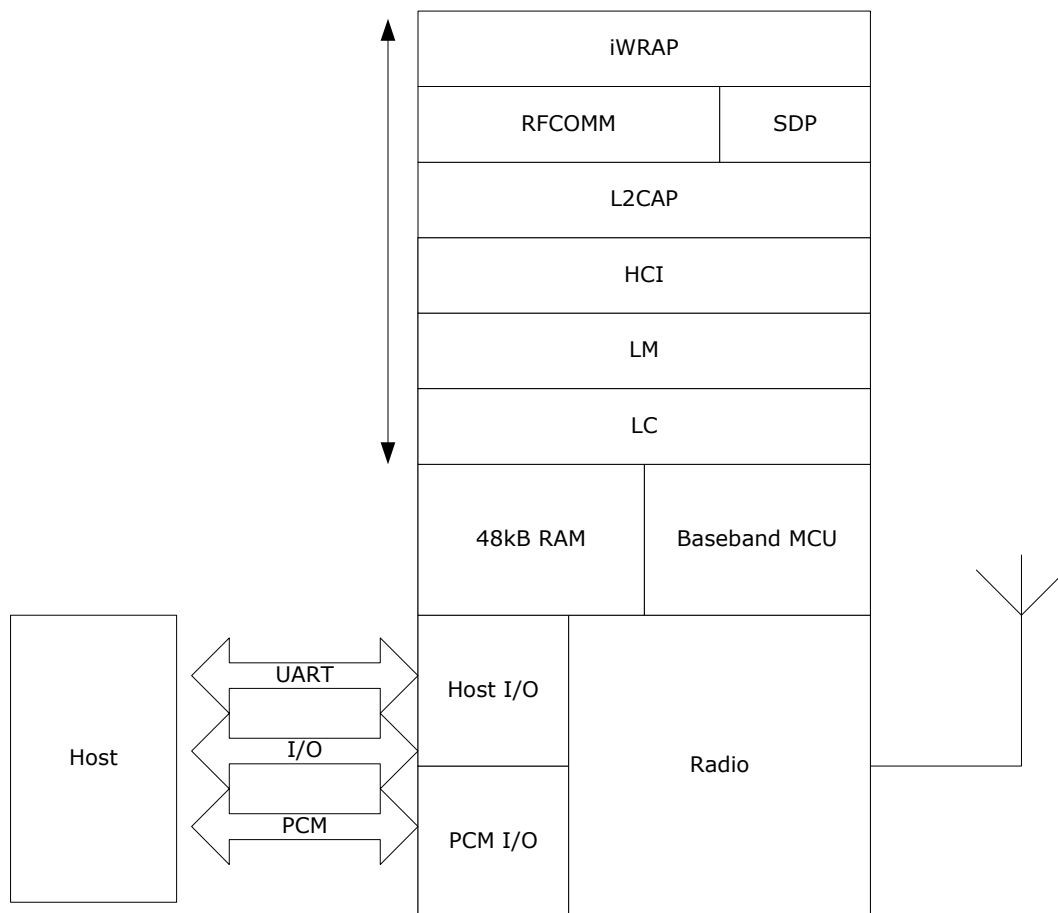 iWRAP
RFCOMM
SDP
L2CAP
HCI
LM
LC
48kB RAM
Baseband MCU
Host
UART
I/O
PCM
Host I/O
PCM I/O
Radio